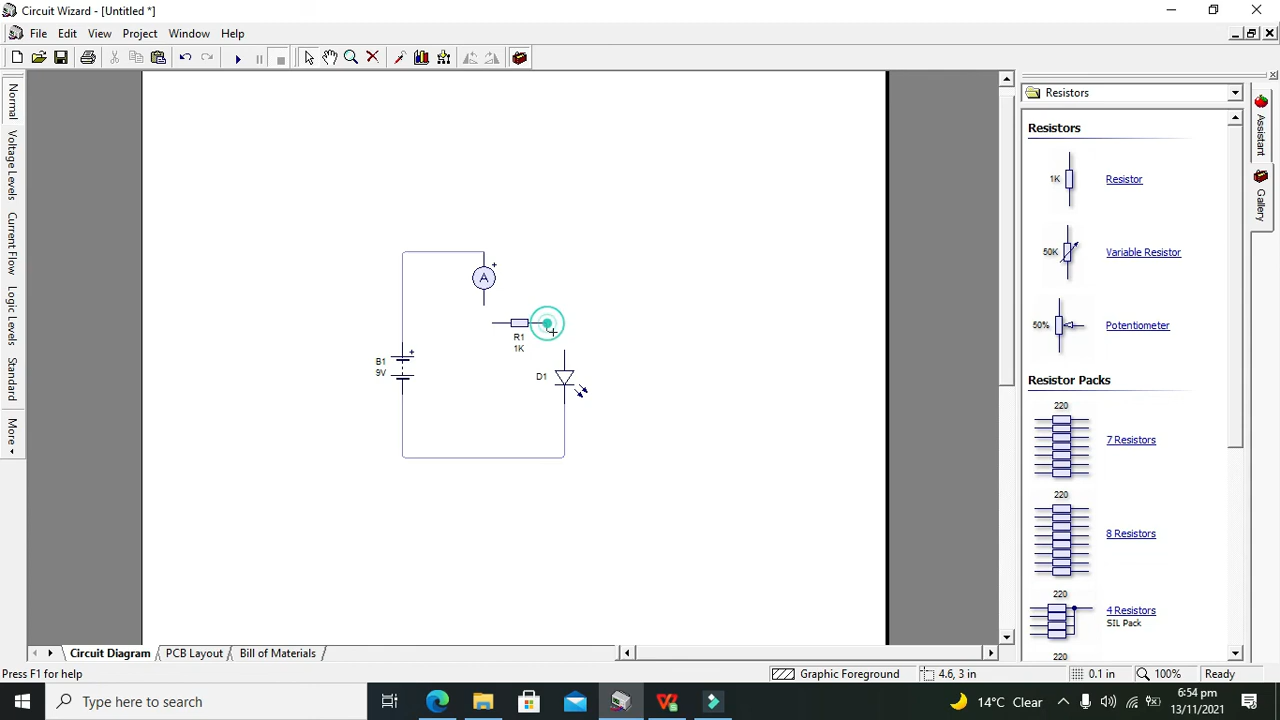 Circuit Wizard - [Untitled *]
File Edit View Project Window Help
Normal
Voltage Levels
Current Flow
Logic Levels
Standard
More
Resistors
Resistors
1K Resistor
50K Variable Resistor
50% Potentiometer
Resistor Packs
220
7 Resistors
220
8 Resistors
220
4 Resistors
SIL Pack
220
Assistant
Gallery
A
+
R1
1K
B1
9V
+
D1
Circuit Diagram PCB Layout Bill of Materials
Press F1 for help
Graphic Foreground
4.6, 3 in
0.1 in
100%
Ready
Type here to search
14°C Clear
6:54 pm
13/11/2021